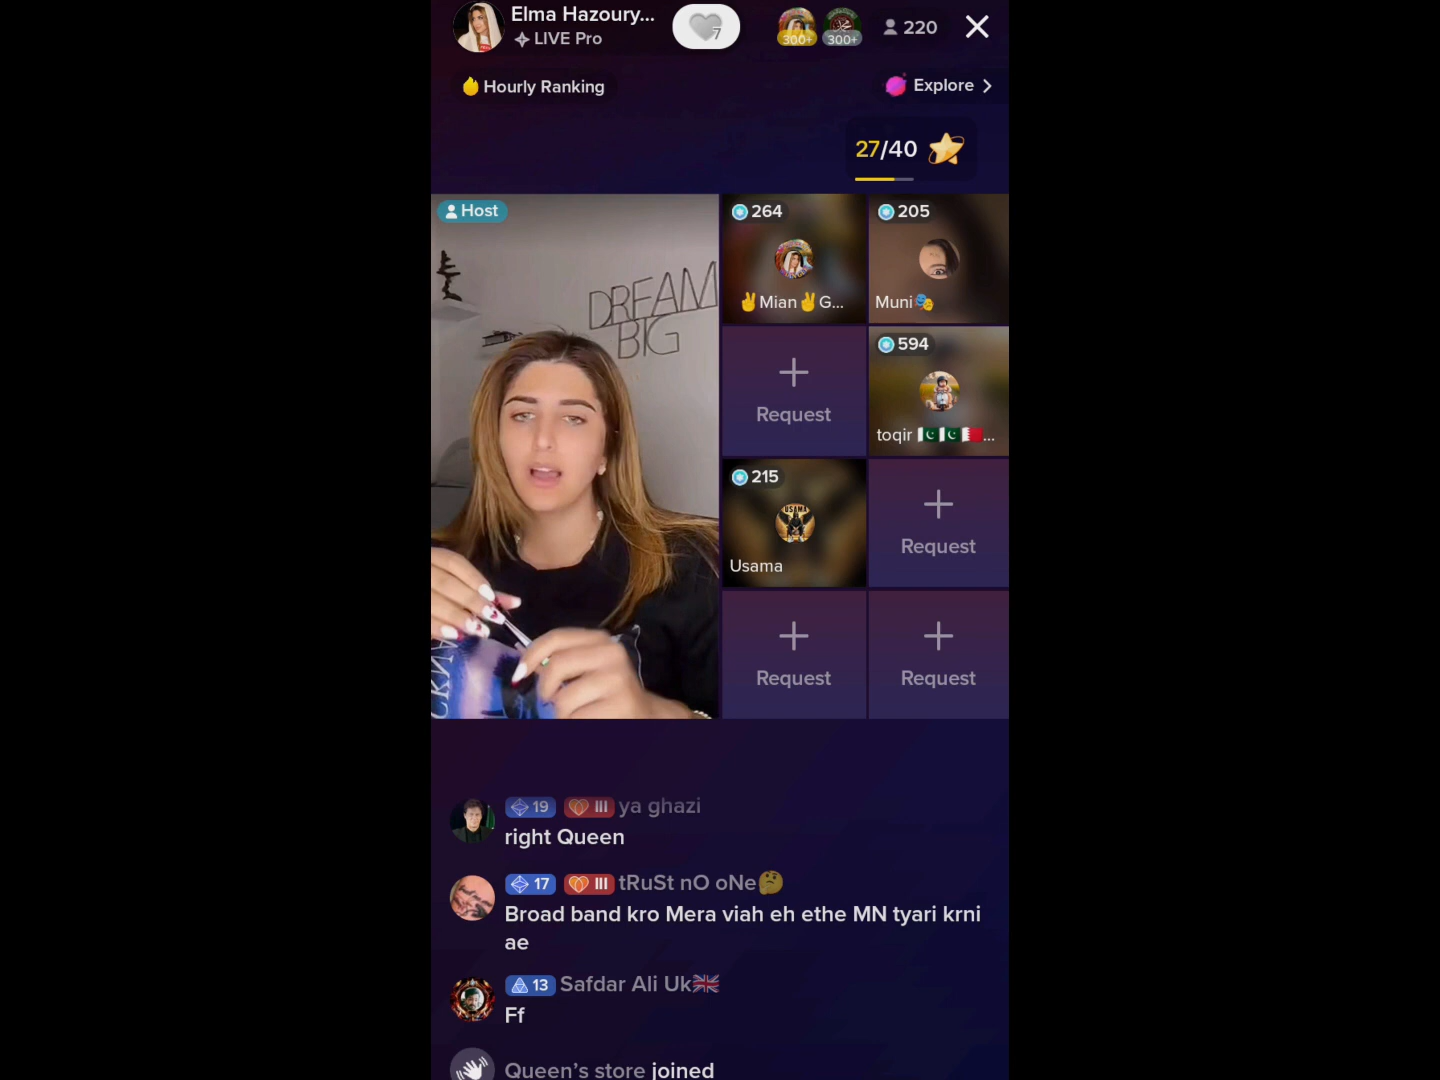 Elma Hazoury...
LIVE Pro
7
300+
300+
220
Hourly Ranking
Explore
27/40
Host
DREAM
BIG
264
✌Mian✌G...
205
Muni🎭
Request
594
toqir 🇵🇰🇵🇰🇧🇭...
215
USAMA
Usama
Request
Request
Request
19 III ya ghazi
right Queen
17 III tRuSt nO oNe🤔
Broad band kro Mera viah eh ethe MN tyari krni
ae
13 Safdar Ali Uk🇬🇧
Ff
Queen’s store joined